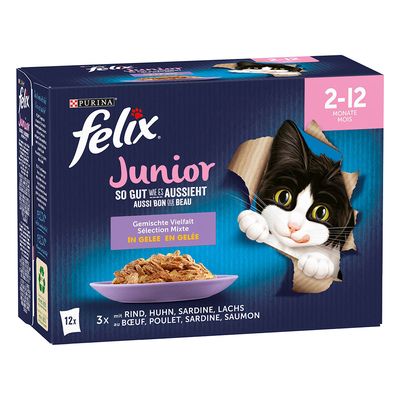 PURINA
felix
Junior
SO GUT WIE ES AUSSIEHT
AUSSI BON QUE BEAU
Gemischte Vielfalt
Sélection Mixte
IN GELEE EN GELÉE
2-12
MONATE
MOIS
12x
3x mit RIND, HUHN, SARDINE, LACHS
au BŒUF, POULET, SARDINE, SAUMON